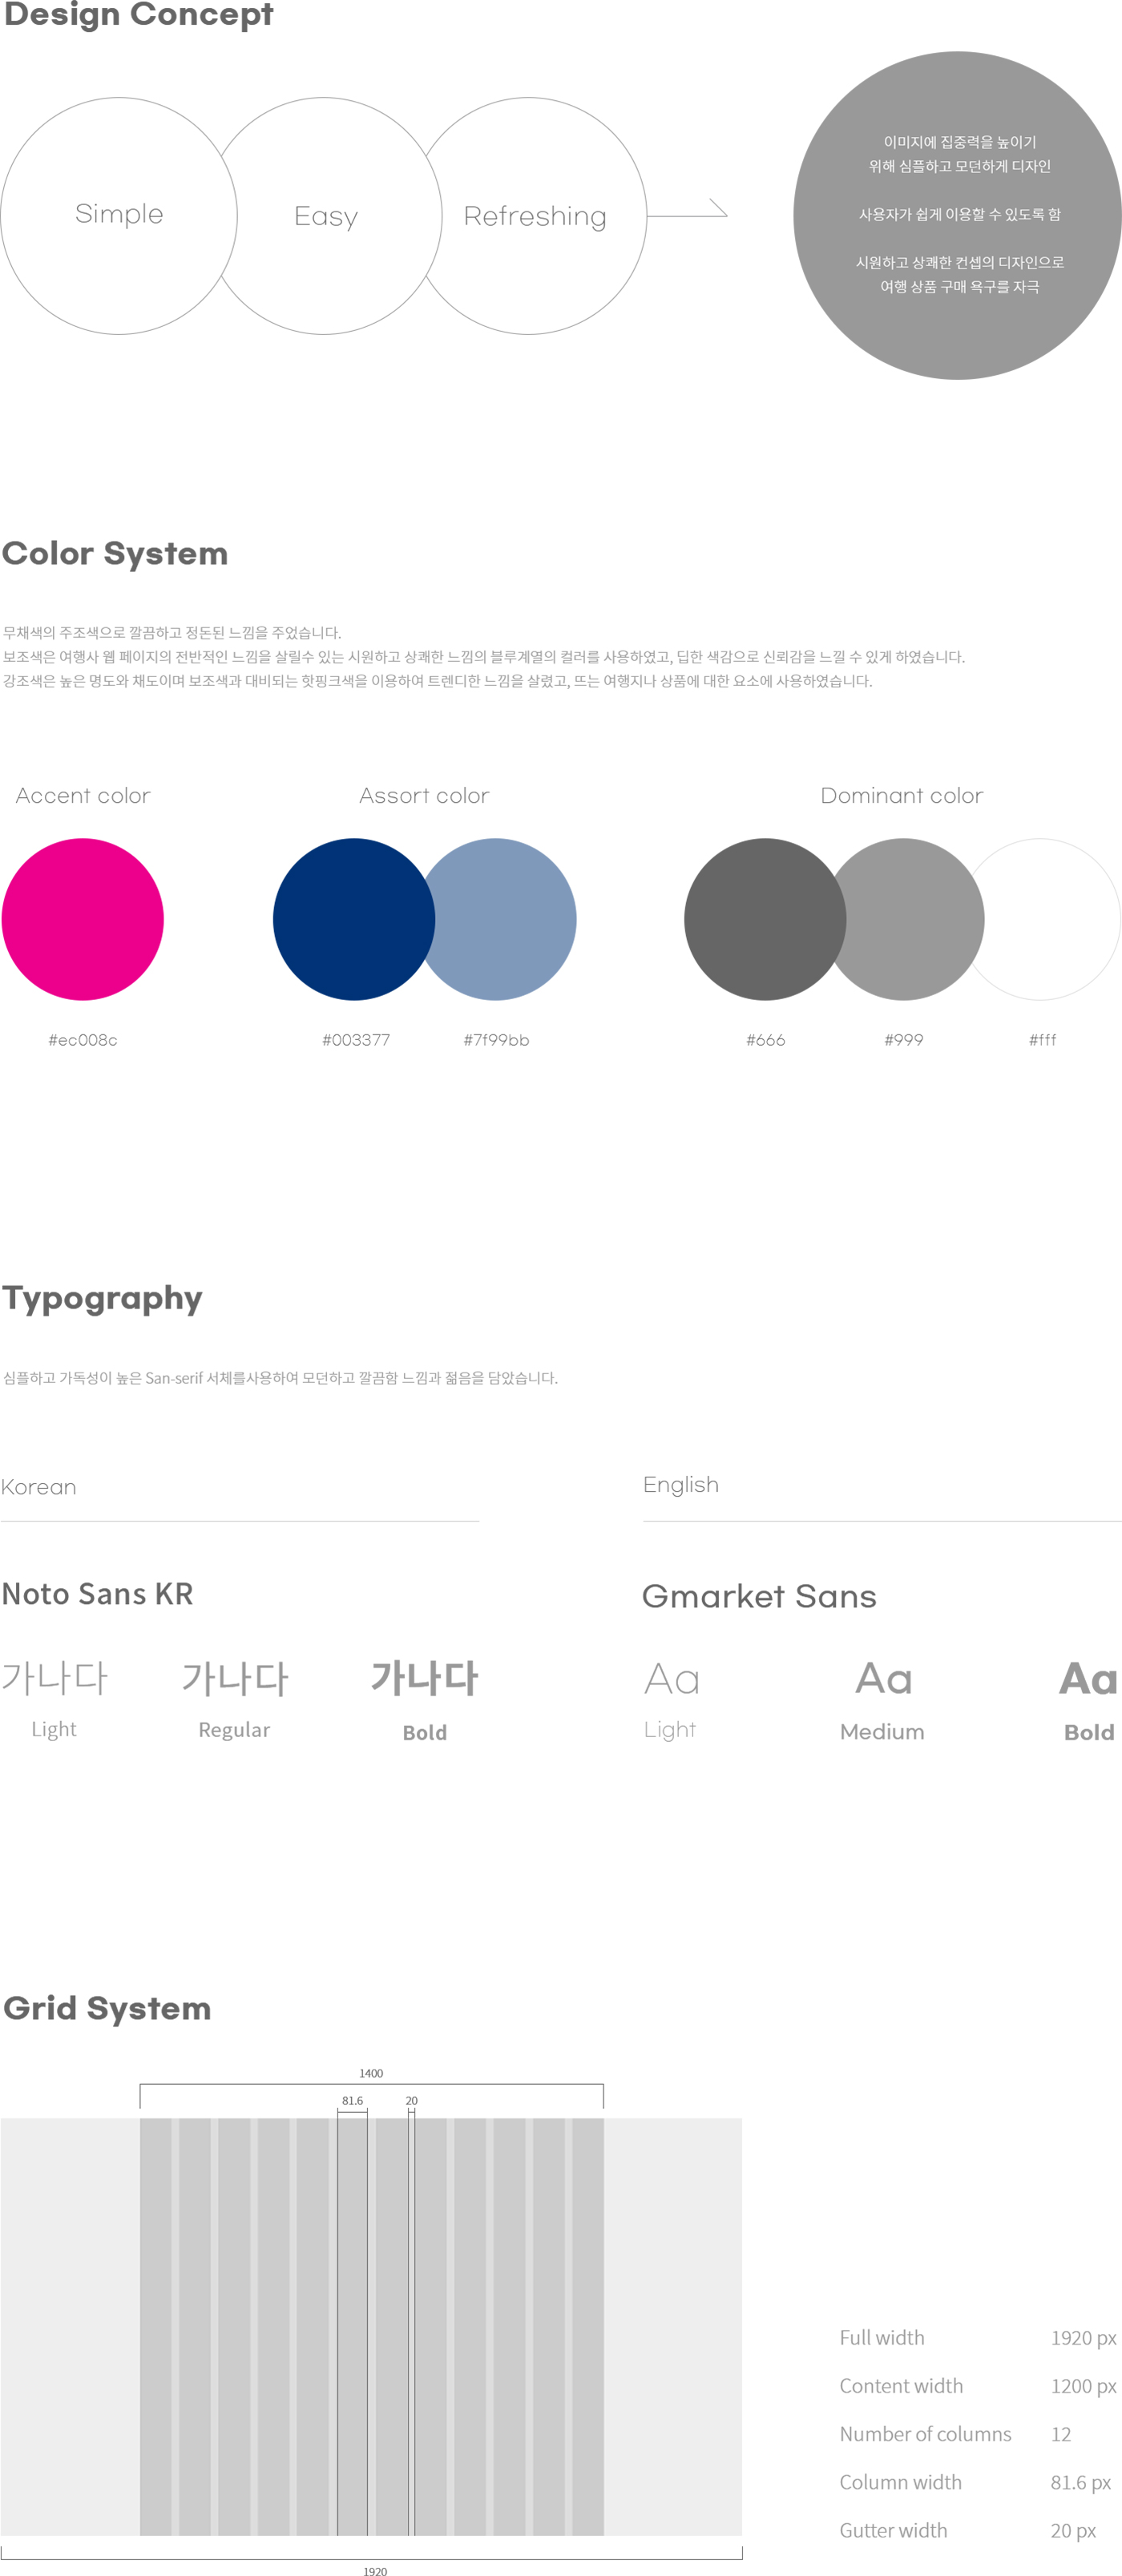 Design Concept
Simple
Easy
Refreshing
이미지에 집중력을 높이기
위해 심플하고 모던하게 디자인
사용자가 쉽게 이용할 수 있도록 함
시원하고 상쾌한 컨셉의 디자인으로
여행 상품 구매 욕구를 자극
Color System
무채색의 주조색으로 깔끔하고 정돈된 느낌을 주었습니다.
보조색은 여행사 웹 페이지의 전반적인 느낌을 살릴수 있는 시원하고 상쾌한 느낌의 블루계열의 컬러를 사용하였고, 딥한 색감으로 신뢰감을 느낄 수 있게 하였습니다.
강조색은 높은 명도와 채도이며 보조색과 대비되는 핫핑크색을 이용하여 트렌디한 느낌을 살렸고, 뜨는 여행지나 상품에 대한 요소에 사용하였습니다.
Accent color
Assort color
Dominant color
#ec008c
#003377
#7f99bb
#666
#999
#fff
Typography
심플하고 가독성이 높은 San-serif 서체를사용하여 모던하고 깔끔함 느낌과 젊음을 담았습니다.
Korean
English
Noto Sans KR
Gmarket Sans
가나다
가나다
가나다
Aa
Aa
Aa
Light
Regular
Bold
Light
Medium
Bold
Grid System
1400
81.6
20
Full width 1920 px
Content width 1200 px
Number of columns 12
Column width 81.6 px
Gutter width 20 px
1920